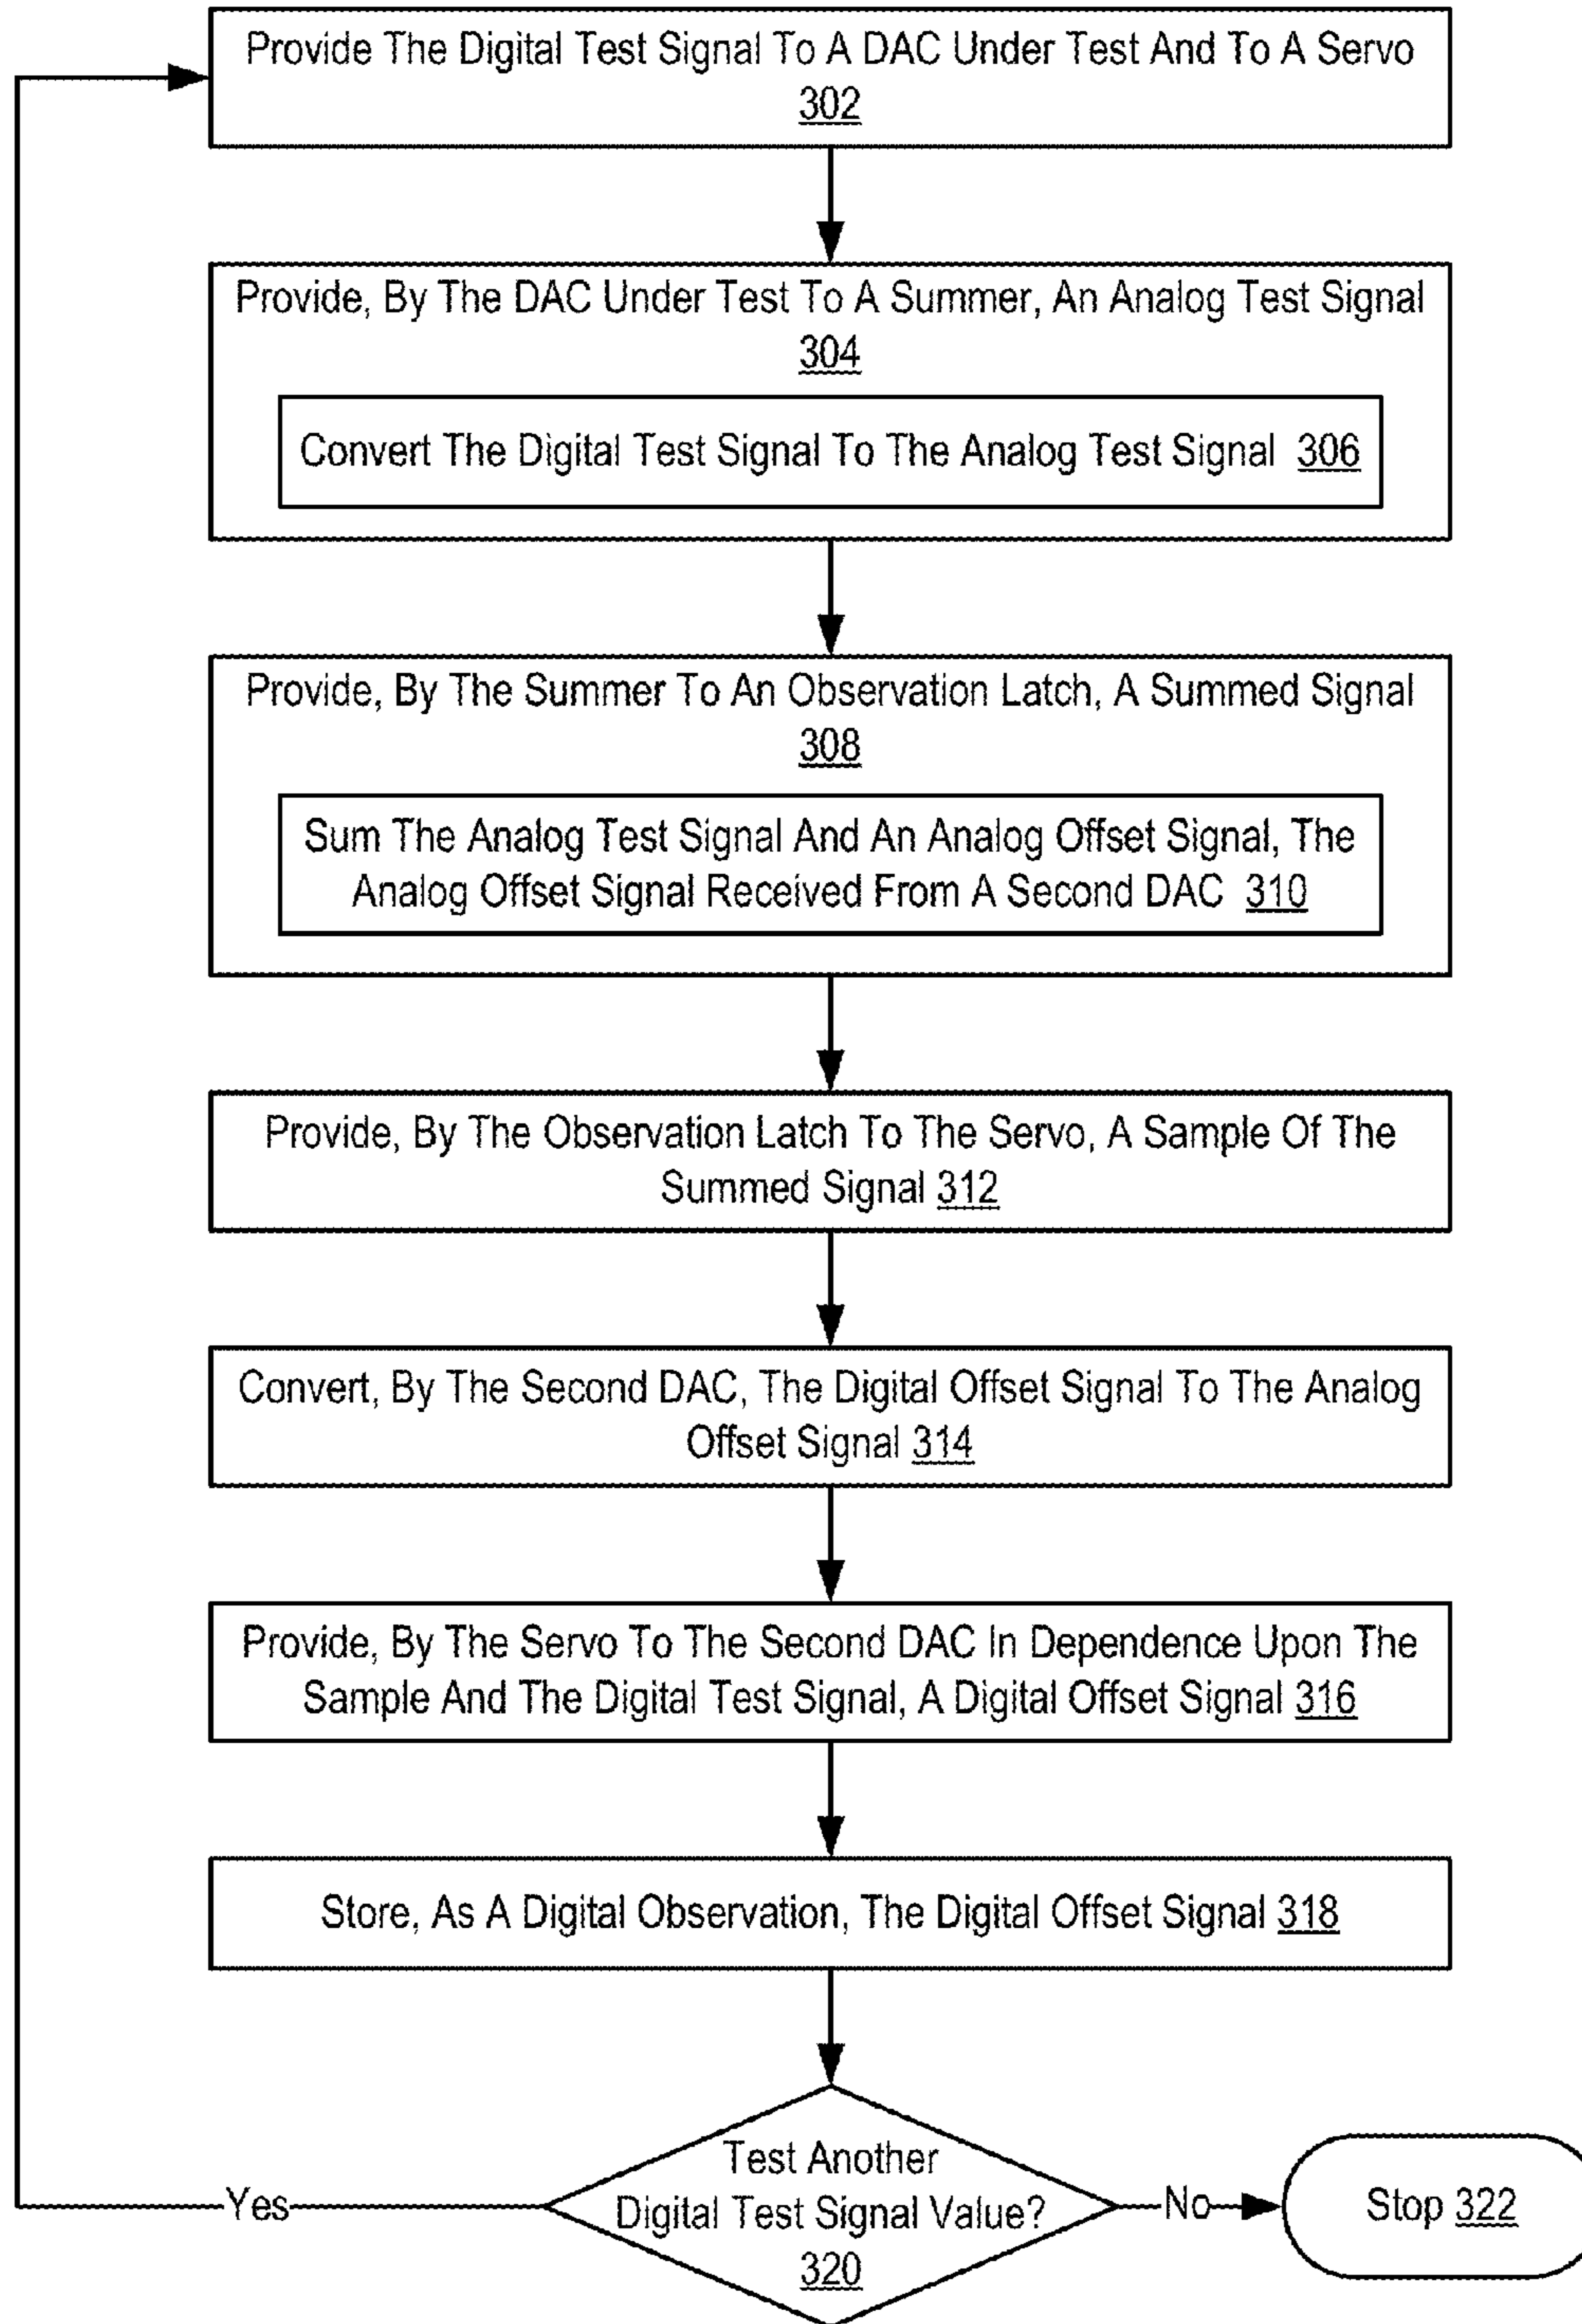 Provide The Digital Test Signal To A DAC Under Test And To A Servo
302
Provide, By The DAC Under Test To A Summer, An Analog Test Signal
304
Convert The Digital Test Signal To The Analog Test Signal 306
Provide, By The Summer To An Observation Latch, A Summed Signal
308
Sum The Analog Test Signal And An Analog Offset Signal, The
Analog Offset Signal Received From A Second DAC 310
Provide, By The Observation Latch To The Servo, A Sample Of The
Summed Signal 312
Convert, By The Second DAC, The Digital Offset Signal To The Analog
Offset Signal 314
Provide, By The Servo To The Second DAC In Dependence Upon The
Sample And The Digital Test Signal, A Digital Offset Signal 316
Store, As A Digital Observation, The Digital Offset Signal 318
Test Another
Digital Test Signal Value?
320
Yes
No
Stop 322